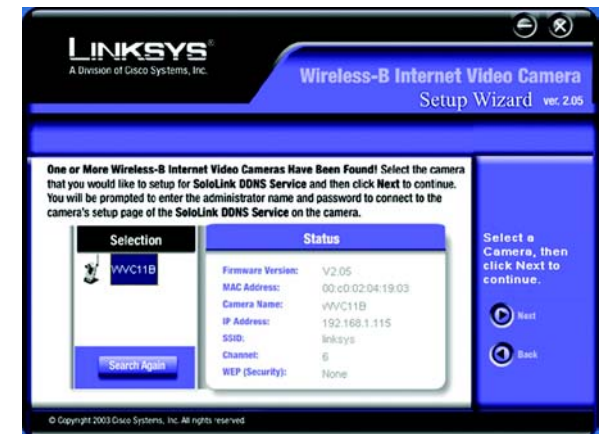 LINKSYS®
A Division of Cisco Systems, Inc.
Wireless-B Internet Video Camera
Setup Wizard ver. 2.05
One or More Wireless-B Internet Video Cameras Have Been Found! Select the camera
that you would like to setup for SoloLink DDNS Service and then click Next to continue.
You will be prompted to enter the administrator name and password to connect to the
camera's setup page of the SoloLink DDNS Service on the camera.
Selection
WVC11B
Search Again
Status
Firmware Version: V2.05
MAC Address: 00:c0:02:04:19:03
Camera Name: WVC11B
IP Address: 192.168.1.115
SSID: linksys
Channel: 6
WEP (Security): None
Select a
Camera, then
click Next to
continue.
Next
Back
© Copyright 2003 Cisco Systems, Inc. All rights reserved.